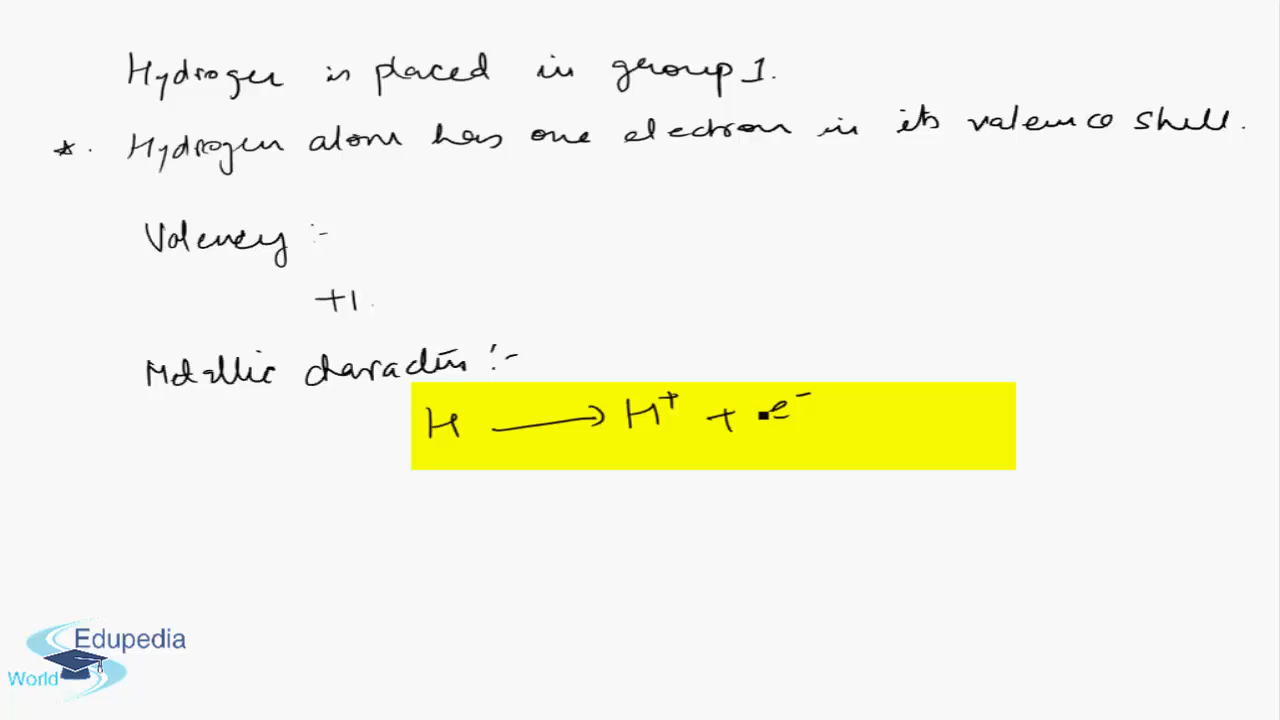 Hydrogen is placed in group 1.
* . Hydrogen atom has one electron in its valence shell.
Valency :-
+1
Metallic character :-
H → H⁺ + e⁻
Edupedia
World